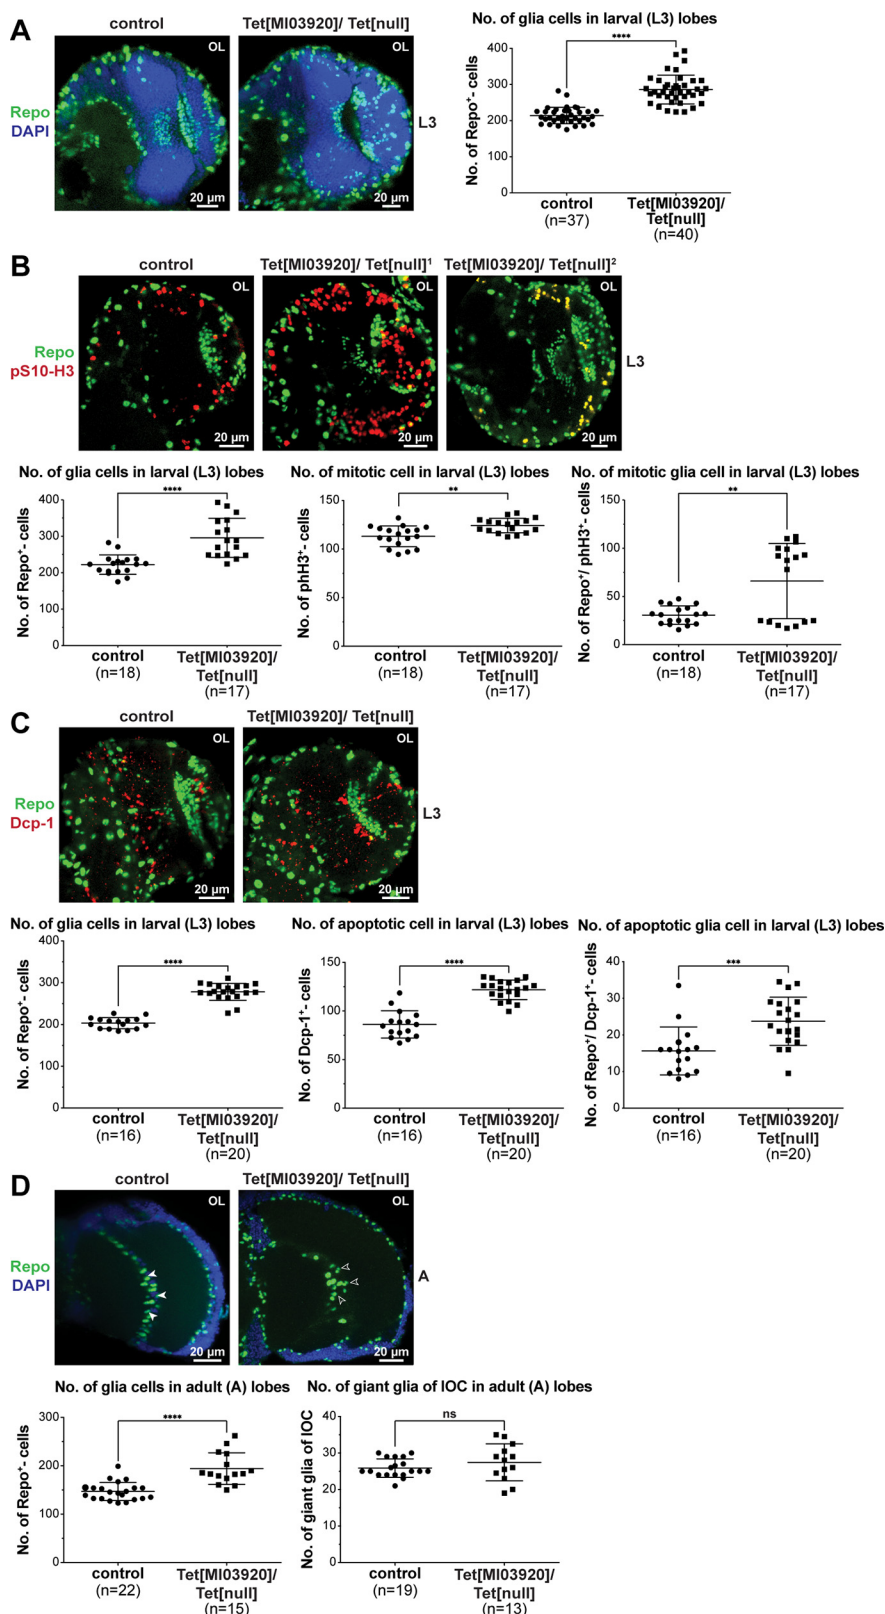 A
control
Tet[MI03920]/ Tet[null]
OL
OL
Repo
DAPI
20 µm
20 µm
L3
No. of glia cells in larval (L3) lobes
****
No. of Repo⁺- cells
400
300
200
100
0
control
(n=37)
Tet[MI03920]/
Tet[null]
(n=40)
B
control
Tet[MI03920]/ Tet[null]¹
Tet[MI03920]/ Tet[null]²
OL
OL
OL
Repo
pS10-H3
20 µm
20 µm
20 µm
L3
No. of glia cells in larval (L3) lobes
****
No. of Repo⁺- cells
400
300
200
100
0
control
(n=18)
Tet[MI03920]/
Tet[null]
(n=17)
No. of mitotic cell in larval (L3) lobes
**
No. of phH3⁺- cells
150
100
50
0
control
(n=18)
Tet[MI03920]/
Tet[null]
(n=17)
No. of mitotic glia cell in larval (L3) lobes
**
No. of Repo⁺/ phH3⁺- cells
150
100
50
0
control
(n=18)
Tet[MI03920]/
Tet[null]
(n=17)
C
control
Tet[MI03920]/ Tet[null]
OL
OL
Repo
Dcp-1
20 µm
20 µm
L3
No. of glia cells in larval (L3) lobes
****
No. of Repo⁺- cells
400
300
200
100
0
control
(n=16)
Tet[MI03920]/
Tet[null]
(n=20)
No. of apoptotic cell in larval (L3) lobes
****
No. of Dcp-1⁺- cells
150
100
50
0
control
(n=16)
Tet[MI03920]/
Tet[null]
(n=20)
No. of apoptotic glia cell in larval (L3) lobes
***
No. of Repo⁺/ Dcp-1⁺- cells
40
30
20
10
0
control
(n=16)
Tet[MI03920]/
Tet[null]
(n=20)
D
control
Tet[MI03920]/ Tet[null]
OL
OL
Repo
DAPI
20 µm
20 µm
A
No. of glia cells in adult (A) lobes
****
No. of Repo⁺- cells
300
200
100
0
control
(n=22)
Tet[MI03920]/
Tet[null]
(n=15)
No. of giant glia of IOC in adult (A) lobes
ns
No. of giant glia of IOC
40
30
20
10
0
control
(n=19)
Tet[MI03920]/
Tet[null]
(n=13)